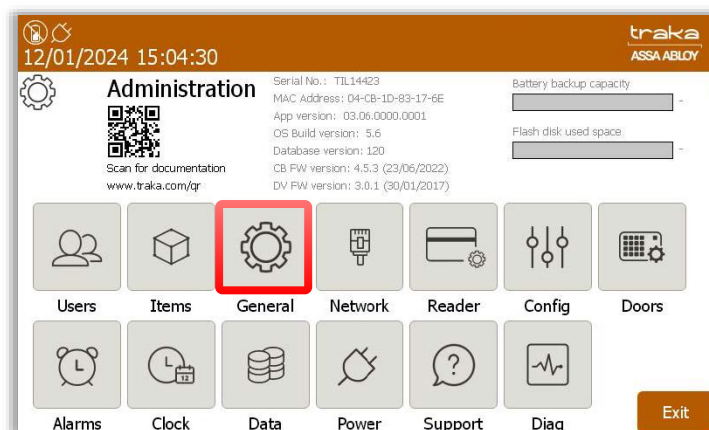 12/01/2024 15:04:30
traka
ASSA ABLOY
Administration
Scan for documentation
www.traka.com/qr
Serial No.: TIL14423
MAC Address: 04-CB-1D-83-17-6E
App version: 03.06.0000.0001
OS Build version: 5.6
Database version: 120
CB FW version: 4.5.3 (23/06/2022)
DV FW version: 3.0.1 (30/01/2017)
Battery backup capacity
-
Flash disk used space
-
Users
Items
General
Network
Reader
Config
Doors
12
Alarms
Clock
Data
Power
Support
Diag
Exit